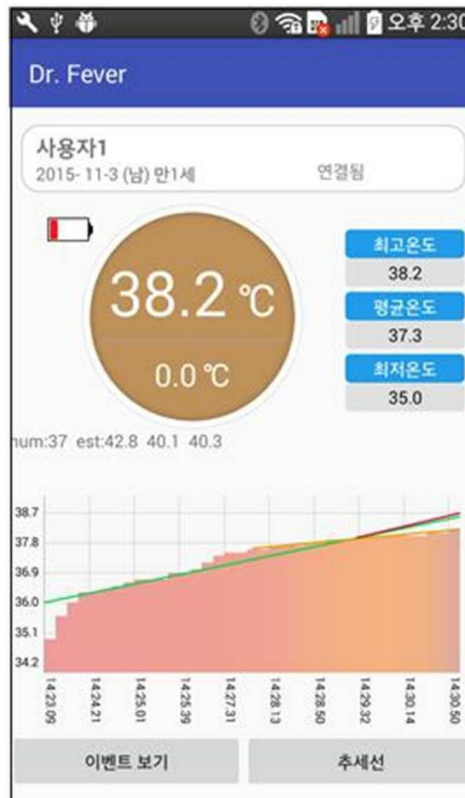 오후 2:30
Dr. Fever
사용자1
2015- 11-3 (남) 만1세
연결됨
38.2 ℃
0.0 ℃
최고온도
38.2
평균온도
37.3
최저온도
35.0
num:37 est:42.8 40.1 40.3
38.7
37.8
36.9
36.0
35.1
34.2
14:23.09
14:24.21
14:25.01
14:25.39
14:27.31
14:28.13
14:28.50
14:29.32
14:30.14
14:30.50
이벤트 보기
추세선